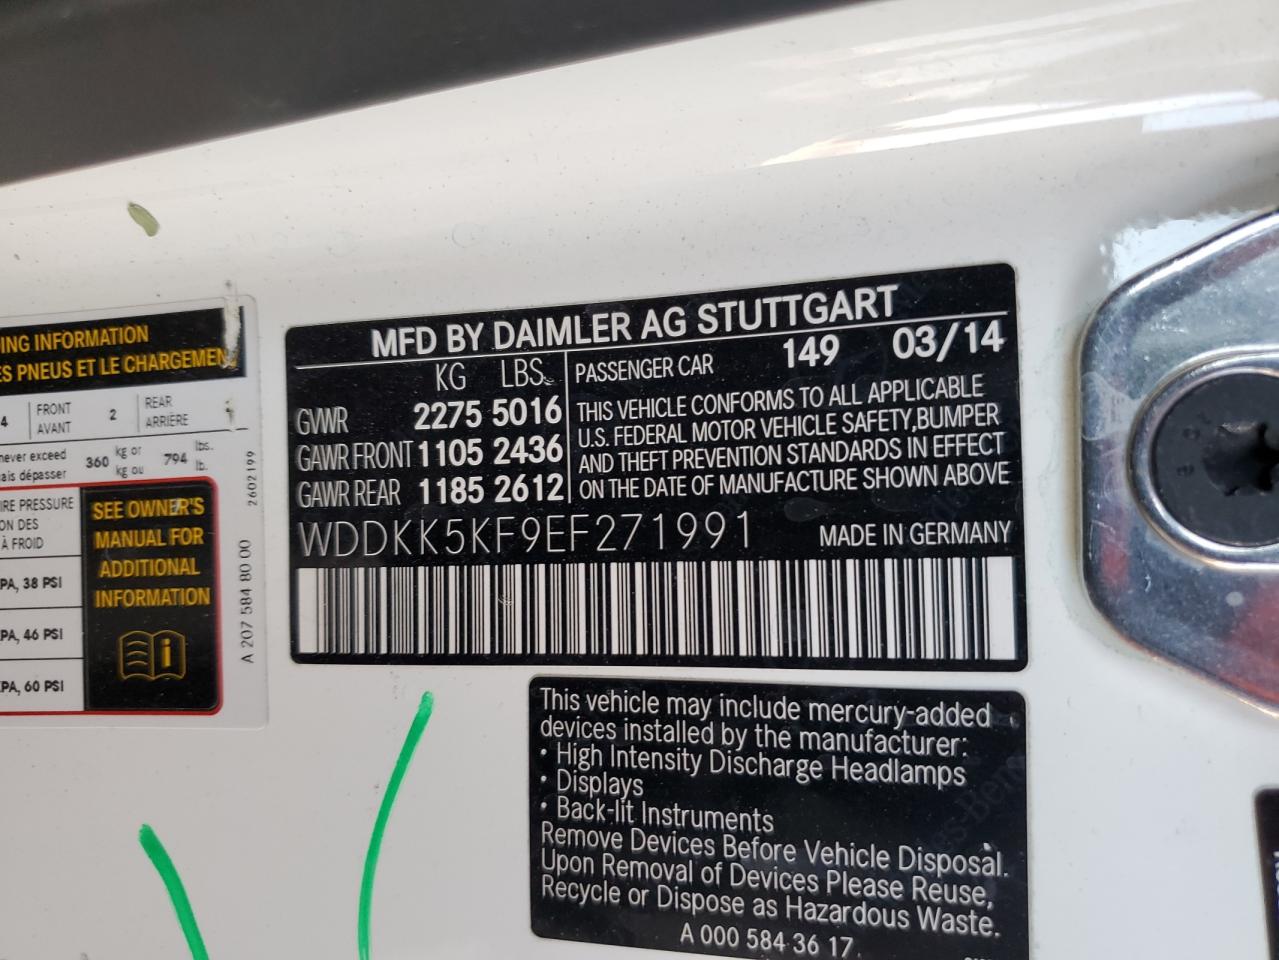 ING INFORMATION
ES PNEUS ET LE CHARGEMEN
4 FRONT AVANT 2 REAR ARRIÈRE
never exceed 360 kg or 794 lbs.
ais dépasser kg ou lb.
IRE PRESSURE
ON DES
À FROID
PA, 38 PSI
PA, 46 PSI
PA, 60 PSI
SEE OWNER'S
MANUAL FOR
ADDITIONAL
INFORMATION
i
2602199
A 207 584 80 00
MFD BY DAIMLER AG STUTTGART
KG LBS.
GVWR 2275 5016
GAWR FRONT 1105 2436
GAWR REAR 1185 2612
PASSENGER CAR 149 03/14
THIS VEHICLE CONFORMS TO ALL APPLICABLE
U.S. FEDERAL MOTOR VEHICLE SAFETY,BUMPER
AND THEFT PREVENTION STANDARDS IN EFFECT
ON THE DATE OF MANUFACTURE SHOWN ABOVE
WDDKK5KF9EF271991 MADE IN GERMANY
This vehicle may include mercury-added
devices installed by the manufacturer:
• High Intensity Discharge Headlamps
• Displays
• Back-lit Instruments
Remove Devices Before Vehicle Disposal.
Upon Removal of Devices Please Reuse,
Recycle or Dispose as Hazardous Waste.
A 000 584 36 17